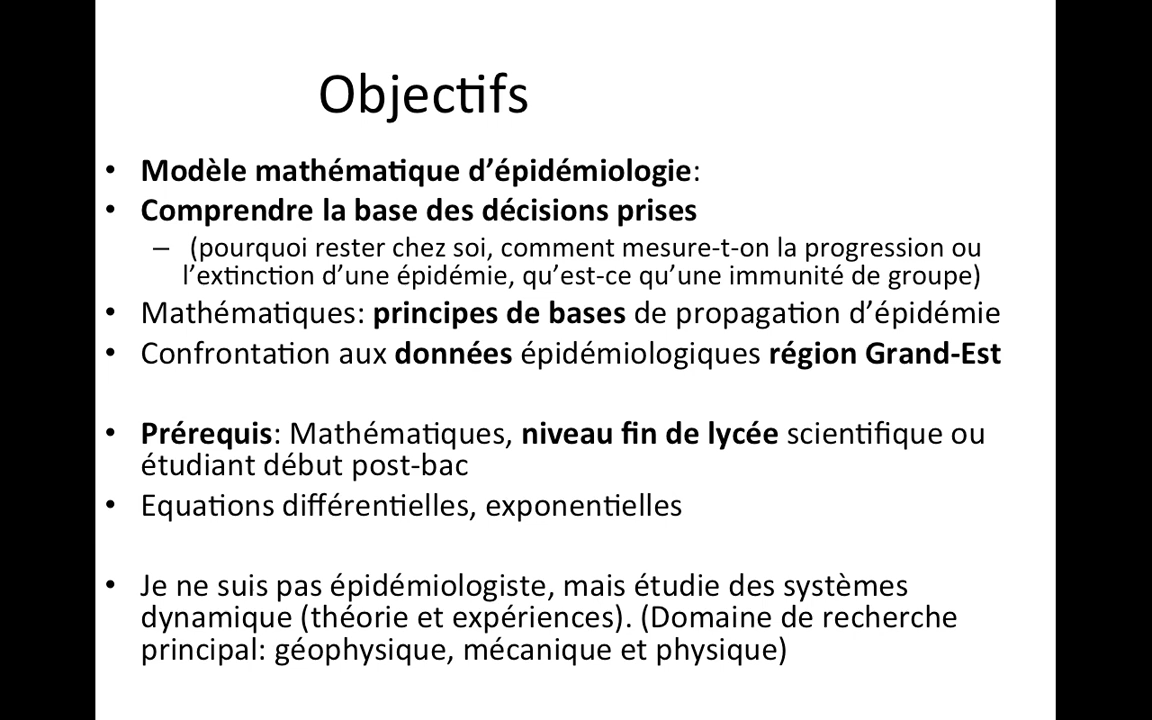 Objectifs
• Modèle mathématique d’épidémiologie:
• Comprendre la base des décisions prises
– (pourquoi rester chez soi, comment mesure-t-on la progression ou
l’extinction d’une épidémie, qu’est-ce qu’une immunité de groupe)
• Mathématiques: principes de bases de propagation d’épidémie
• Confrontation aux données épidémiologiques région Grand-Est
• Prérequis: Mathématiques, niveau fin de lycée scientifique ou
étudiant début post-bac
• Equations différentielles, exponentielles
• Je ne suis pas épidémiologiste, mais étudie des systèmes
dynamique (théorie et expériences). (Domaine de recherche
principal: géophysique, mécanique et physique)